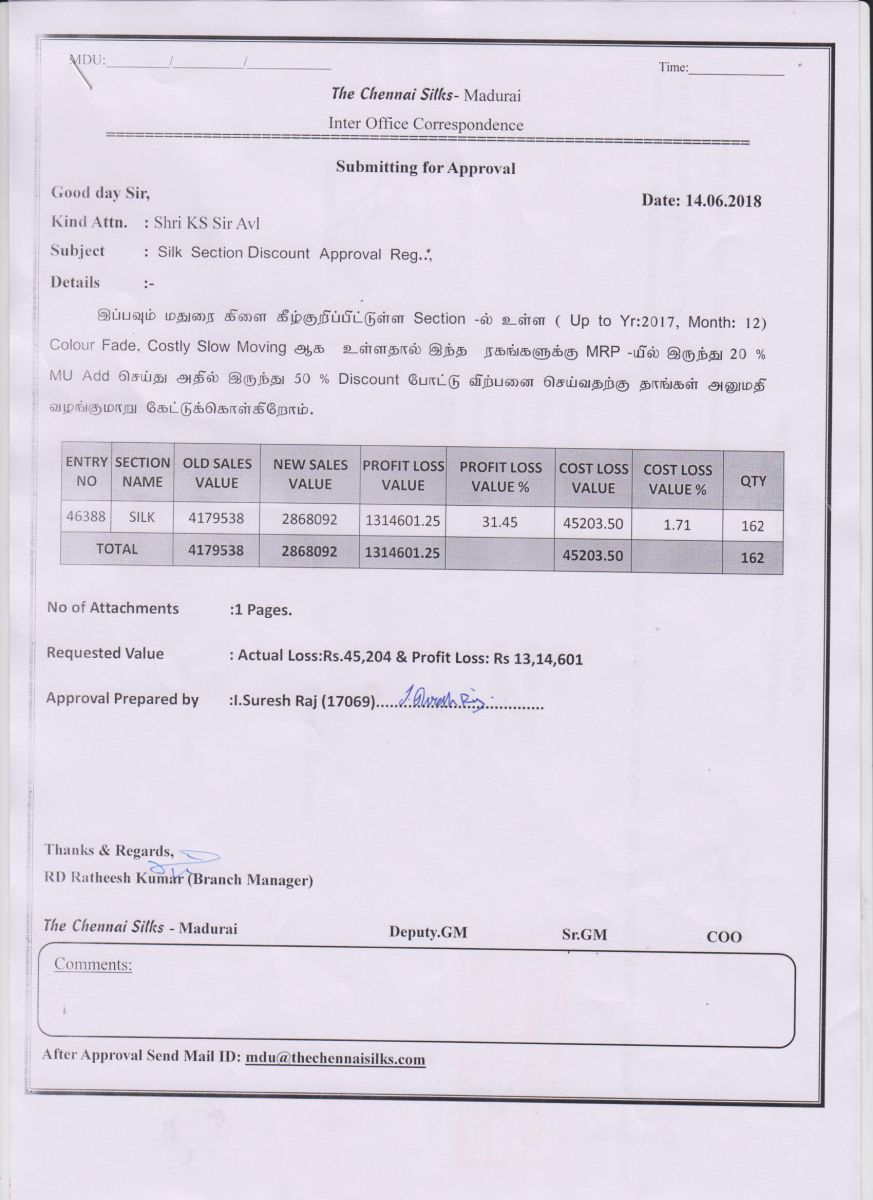 MDU:_________/__________/____________
Time:______________
The Chennai Silks- Madurai
Inter Office Correspondence
Submitting for Approval
Good day Sir,
Date: 14.06.2018
Kind Attn. : Shri KS Sir Avl
Subject : Silk Section Discount Approval Reg..,
Details :-
இப்பவும் மதுரை கிளை கீழ்குறிப்பிட்டுள்ள Section -ல் உள்ள ( Up to Yr:2017, Month: 12)
Colour Fade, Costly Slow Moving ஆக உள்ளதால் இந்த ரகங்களுக்கு MRP -யில் இருந்து 20 %
MU Add செய்து அதில் இருந்து 50 % Discount போட்டு விற்பனை செய்வதற்கு தாங்கள் அனுமதி
வழங்குமாறு கேட்டுக்கொள்கிறோம்.
ENTRY NO SECTION NAME OLD SALES VALUE NEW SALES VALUE PROFIT LOSS VALUE PROFIT LOSS VALUE % COST LOSS VALUE COST LOSS VALUE % QTY
46388 SILK 4179538 2868092 1314601.25 31.45 45203.50 1.71 162
TOTAL 4179538 2868092 1314601.25 45203.50 162
No of Attachments :1 Pages.
Requested Value : Actual Loss:Rs.45,204 & Profit Loss: Rs 13,14,601
Approval Prepared by :I.Suresh Raj (17069)..................................
Thanks & Regards,
RD Ratheesh Kumar (Branch Manager)
The Chennai Silks - Madurai Deputy.GM Sr.GM COO
Comments:
After Approval Send Mail ID: mdu@thechennaisilks.com